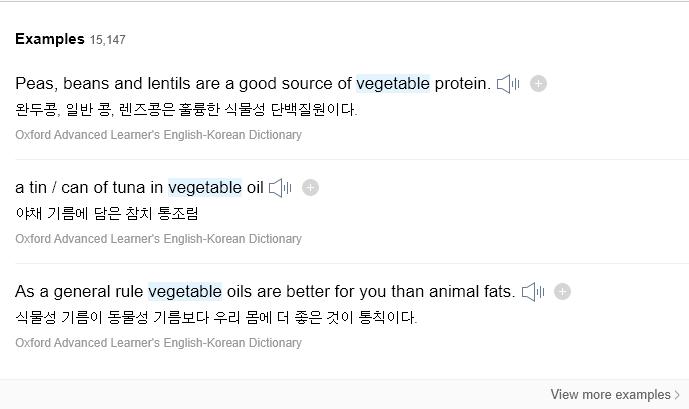 Examples 15,147
Peas, beans and lentils are a good source of vegetable protein.
완두콩, 일반 콩, 렌즈콩은 훌륭한 식물성 단백질원이다.
Oxford Advanced Learner's English-Korean Dictionary
a tin / can of tuna in vegetable oil
야채 기름에 담은 참치 통조림
Oxford Advanced Learner's English-Korean Dictionary
As a general rule vegetable oils are better for you than animal fats.
식물성 기름이 동물성 기름보다 우리 몸에 더 좋은 것이 통칙이다.
Oxford Advanced Learner's English-Korean Dictionary
View more examples